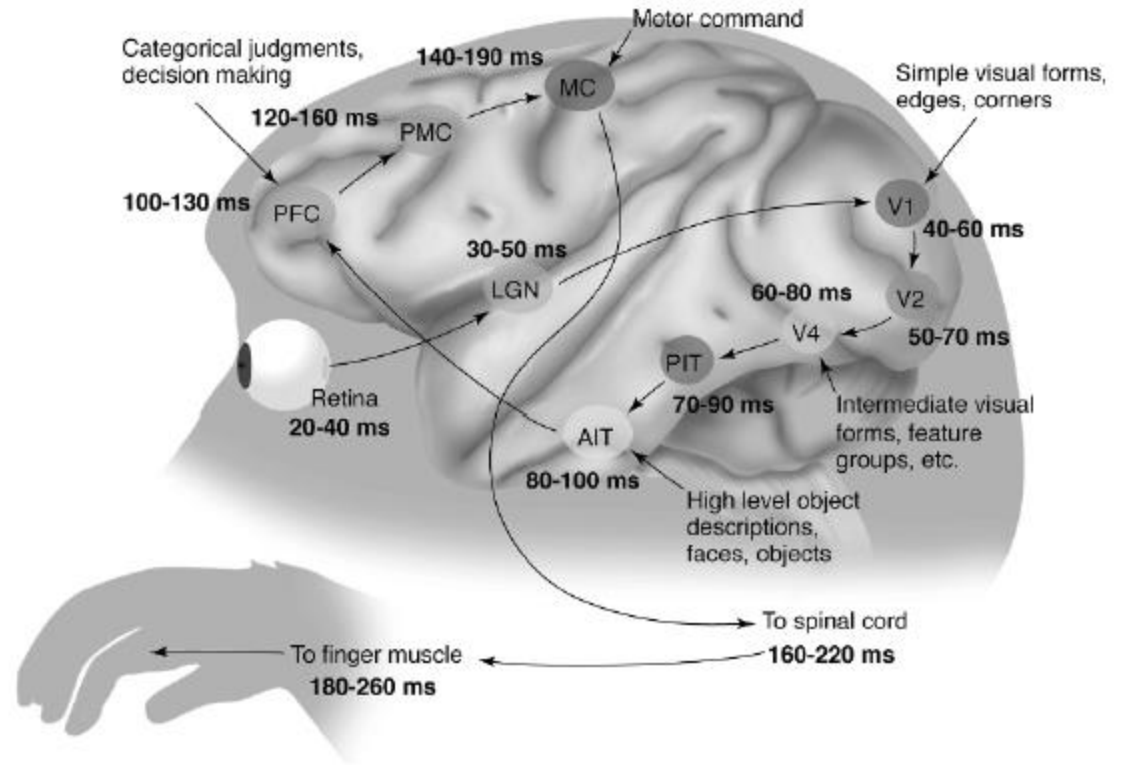 Motor command
Categorical judgments,
decision making
140-190 ms
MC
Simple visual forms,
edges, corners
120-160 ms
PMC
100-130 ms
PFC
V1
40-60 ms
30-50 ms
LGN
60-80 ms
V2
V4
50-70 ms
PIT
Retina
20-40 ms
70-90 ms
Intermediate visual
forms, feature
groups, etc.
AIT
80-100 ms
High level object
descriptions,
faces, objects
To spinal cord
160-220 ms
To finger muscle
180-260 ms